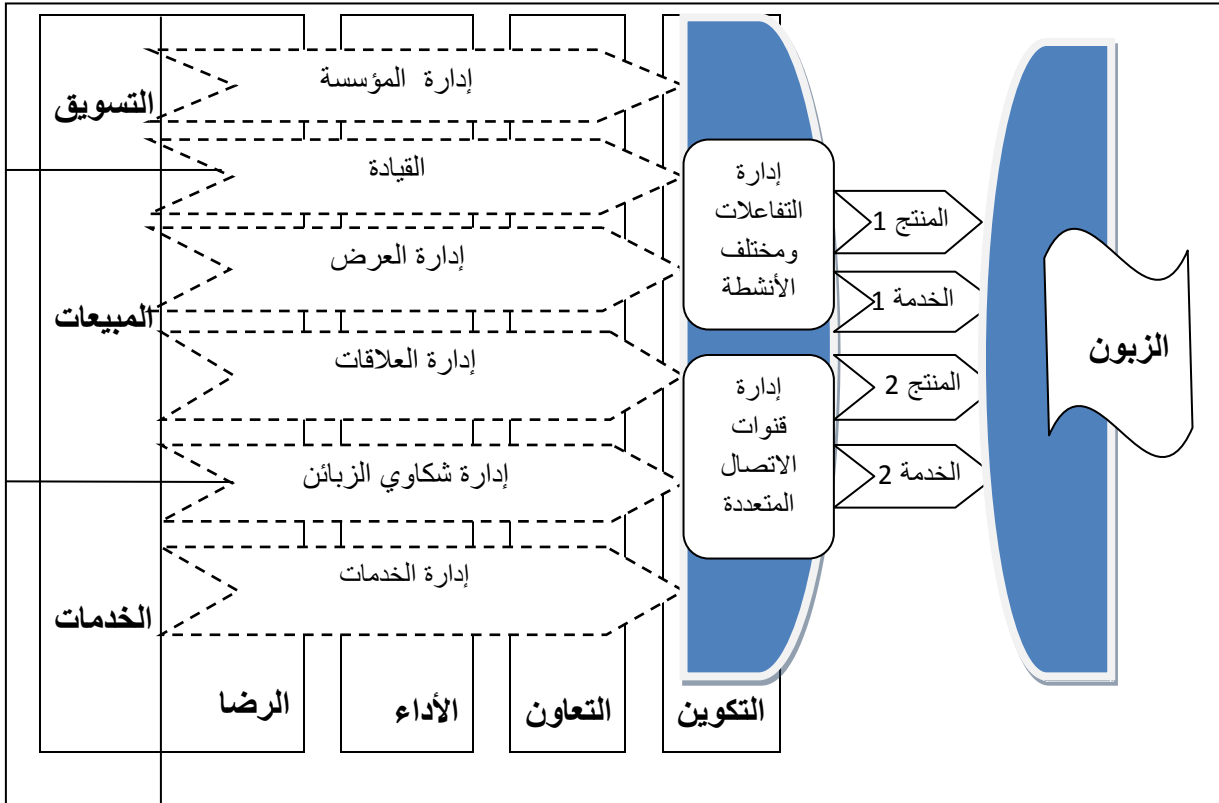 إدارة المؤسسة
التسويق
القيادة
إدارة
التفاعلات
ومختلف
الأنشطة
المنتج 1
إدارة العرض
الخدمة 1
المبيعات
الزبون
إدارة العلاقات
إدارة
قنوات
الاتصال
المتعددة
المنتج 2
إدارة شكاوي الزبائن
الخدمة 2
إدارة الخدمات
الخدمات
التكوين
التعاون
الأداء
الرضا